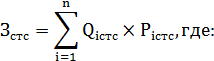 З_стс = ∑_{i=1}^{n} Q_iстс × P_iстс, где: